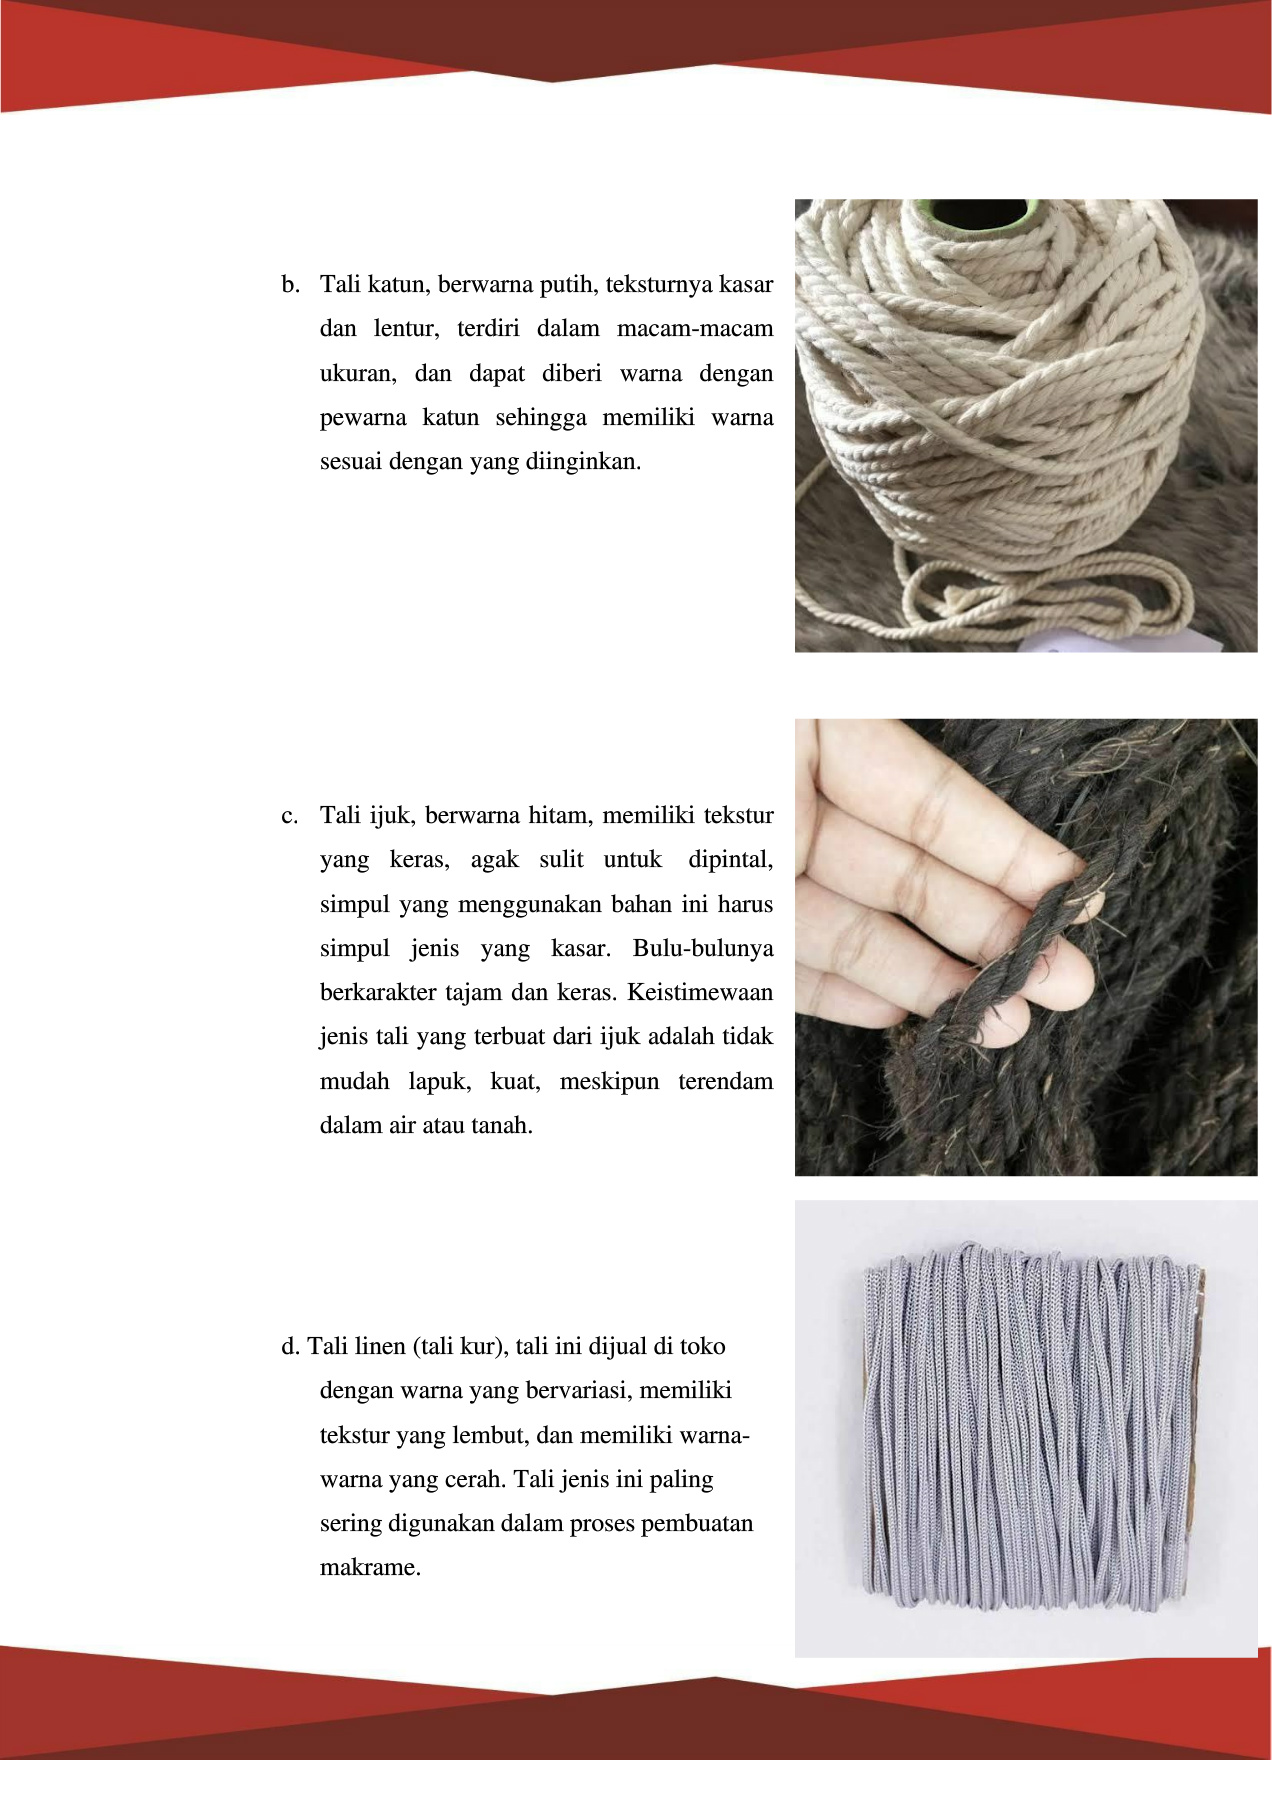 b. Tali katun, berwarna putih, teksturnya kasar
dan lentur, terdiri dalam macam-macam
ukuran, dan dapat diberi warna dengan
pewarna katun sehingga memiliki warna
sesuai dengan yang diinginkan.
c. Tali ijuk, berwarna hitam, memiliki tekstur
yang keras, agak sulit untuk dipintal,
simpul yang menggunakan bahan ini harus
simpul jenis yang kasar. Bulu-bulunya
berkarakter tajam dan keras. Keistimewaan
jenis tali yang terbuat dari ijuk adalah tidak
mudah lapuk, kuat, meskipun terendam
dalam air atau tanah.
d. Tali linen (tali kur), tali ini dijual di toko
dengan warna yang bervariasi, memiliki
tekstur yang lembut, dan memiliki warna-
warna yang cerah. Tali jenis ini paling
sering digunakan dalam proses pembuatan
makrame.